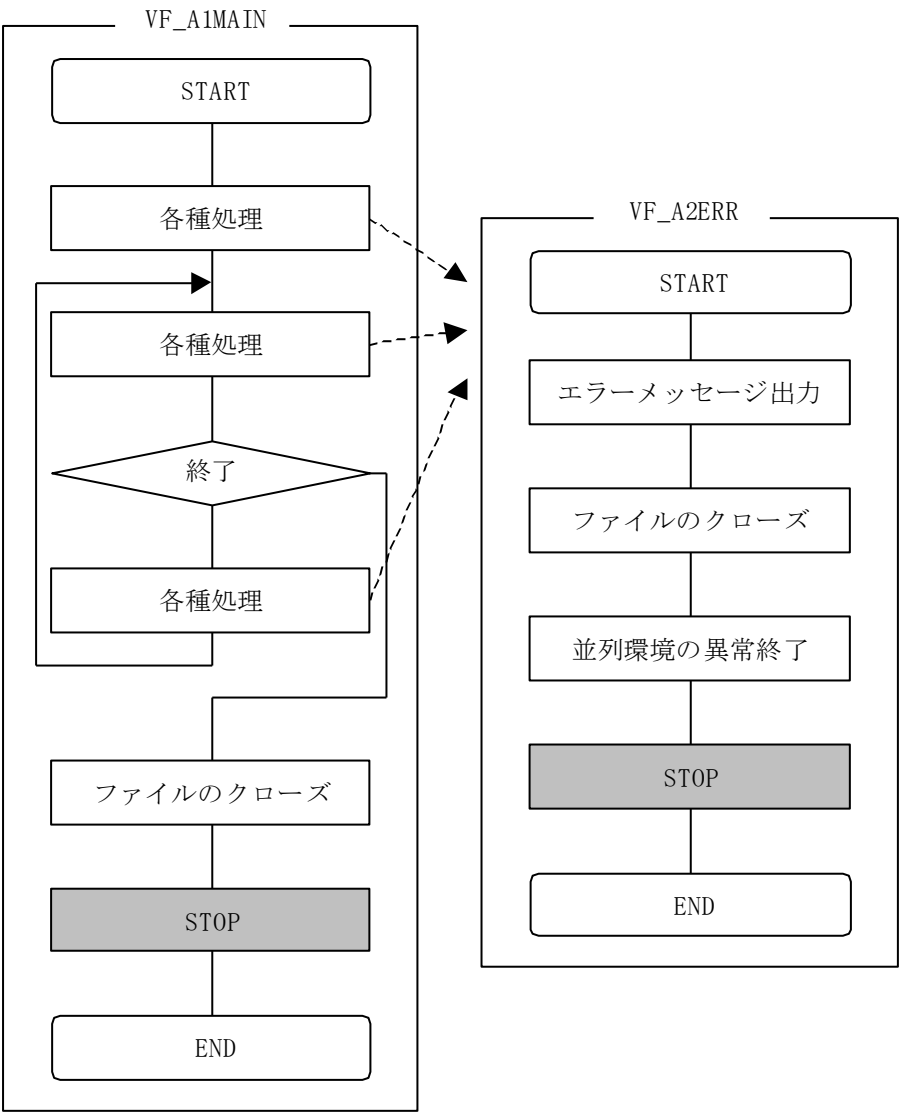 VF_A1MAIN
START
各種処理
各種処理
終了
各種処理
ファイルのクローズ
STOP
END
VF_A2ERR
START
エラーメッセージ出力
ファイルのクローズ
並列環境の異常終了
STOP
END